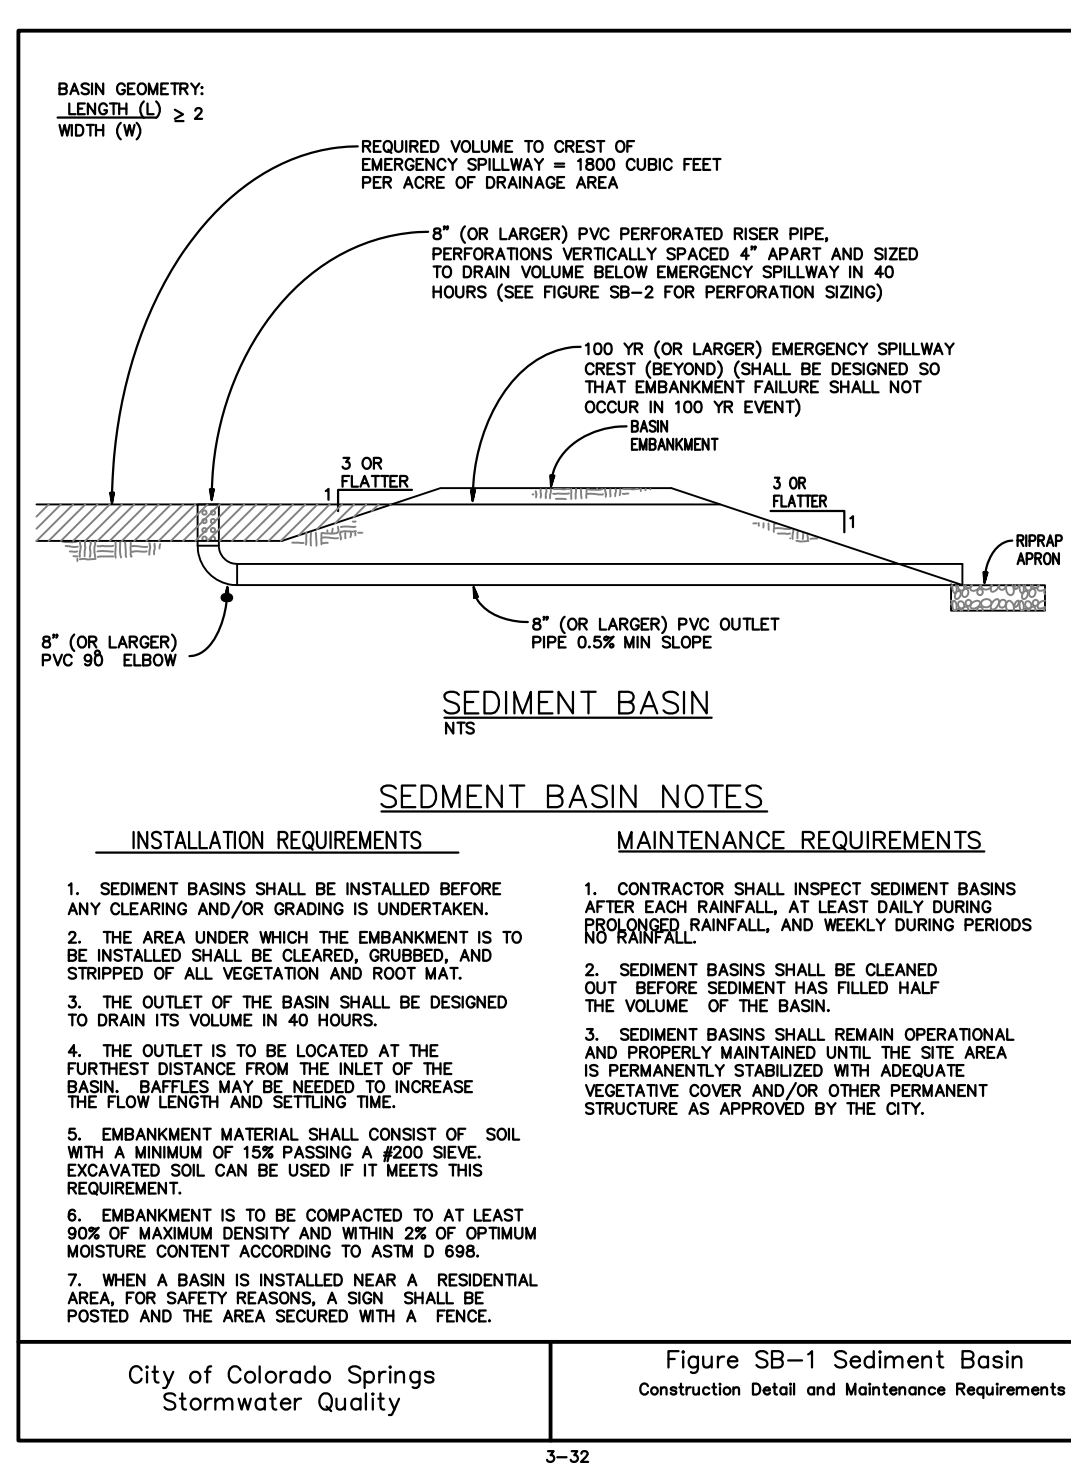 BASIN GEOMETRY:
LENGTH (L) ≥ 2
WIDTH (W)
REQUIRED VOLUME TO CREST OF
EMERGENCY SPILLWAY = 1800 CUBIC FEET
PER ACRE OF DRAINAGE AREA
8" (OR LARGER) PVC PERFORATED RISER PIPE,
PERFORATIONS VERTICALLY SPACED 4" APART AND SIZED
TO DRAIN VOLUME BELOW EMERGENCY SPILLWAY IN 40
HOURS (SEE FIGURE SB-2 FOR PERFORATION SIZING)
100 YR (OR LARGER) EMERGENCY SPILLWAY
CREST (BEYOND) (SHALL BE DESIGNED SO
THAT EMBANKMENT FAILURE SHALL NOT
OCCUR IN 100 YR EVENT)
BASIN
EMBANKMENT
3 OR
FLATTER
1
3 OR
FLATTER
1
RIPRAP
APRON
8" (OR LARGER) PVC OUTLET
PIPE 0.5% MIN SLOPE
8" (OR LARGER)
PVC 90° ELBOW
SEDIMENT BASIN
NTS
SEDMENT BASIN NOTES
INSTALLATION REQUIREMENTS
1. SEDIMENT BASINS SHALL BE INSTALLED BEFORE
ANY CLEARING AND/OR GRADING IS UNDERTAKEN.
2. THE AREA UNDER WHICH THE EMBANKMENT IS TO
BE INSTALLED SHALL BE CLEARED, GRUBBED, AND
STRIPPED OF ALL VEGETATION AND ROOT MAT.
3. THE OUTLET OF THE BASIN SHALL BE DESIGNED
TO DRAIN ITS VOLUME IN 40 HOURS.
4. THE OUTLET IS TO BE LOCATED AT THE
FURTHEST DISTANCE FROM THE INLET OF THE
BASIN. BAFFLES MAY BE NEEDED TO INCREASE
THE FLOW LENGTH AND SETTLING TIME.
5. EMBANKMENT MATERIAL SHALL CONSIST OF SOIL
WITH A MINIMUM OF 15% PASSING A #200 SIEVE.
EXCAVATED SOIL CAN BE USED IF IT MEETS THIS
REQUIREMENT.
6. EMBANKMENT IS TO BE COMPACTED TO AT LEAST
90% OF MAXIMUM DENSITY AND WITHIN 2% OF OPTIMUM
MOISTURE CONTENT ACCORDING TO ASTM D 698.
7. WHEN A BASIN IS INSTALLED NEAR A RESIDENTIAL
AREA, FOR SAFETY REASONS, A SIGN SHALL BE
POSTED AND THE AREA SECURED WITH A FENCE.
MAINTENANCE REQUIREMENTS
1. CONTRACTOR SHALL INSPECT SEDIMENT BASINS
AFTER EACH RAINFALL, AT LEAST DAILY DURING
PROLONGED RAINFALL, AND WEEKLY DURING PERIODS
NO RAINFALL.
2. SEDIMENT BASINS SHALL BE CLEANED
OUT BEFORE SEDIMENT HAS FILLED HALF
THE VOLUME OF THE BASIN.
3. SEDIMENT BASINS SHALL REMAIN OPERATIONAL
AND PROPERLY MAINTAINED UNTIL THE SITE AREA
IS PERMANENTLY STABILIZED WITH ADEQUATE
VEGETATIVE COVER AND/OR OTHER PERMANENT
STRUCTURE AS APPROVED BY THE CITY.
City of Colorado Springs
Stormwater Quality
Figure SB-1 Sediment Basin
Construction Detail and Maintenance Requirements
3-32